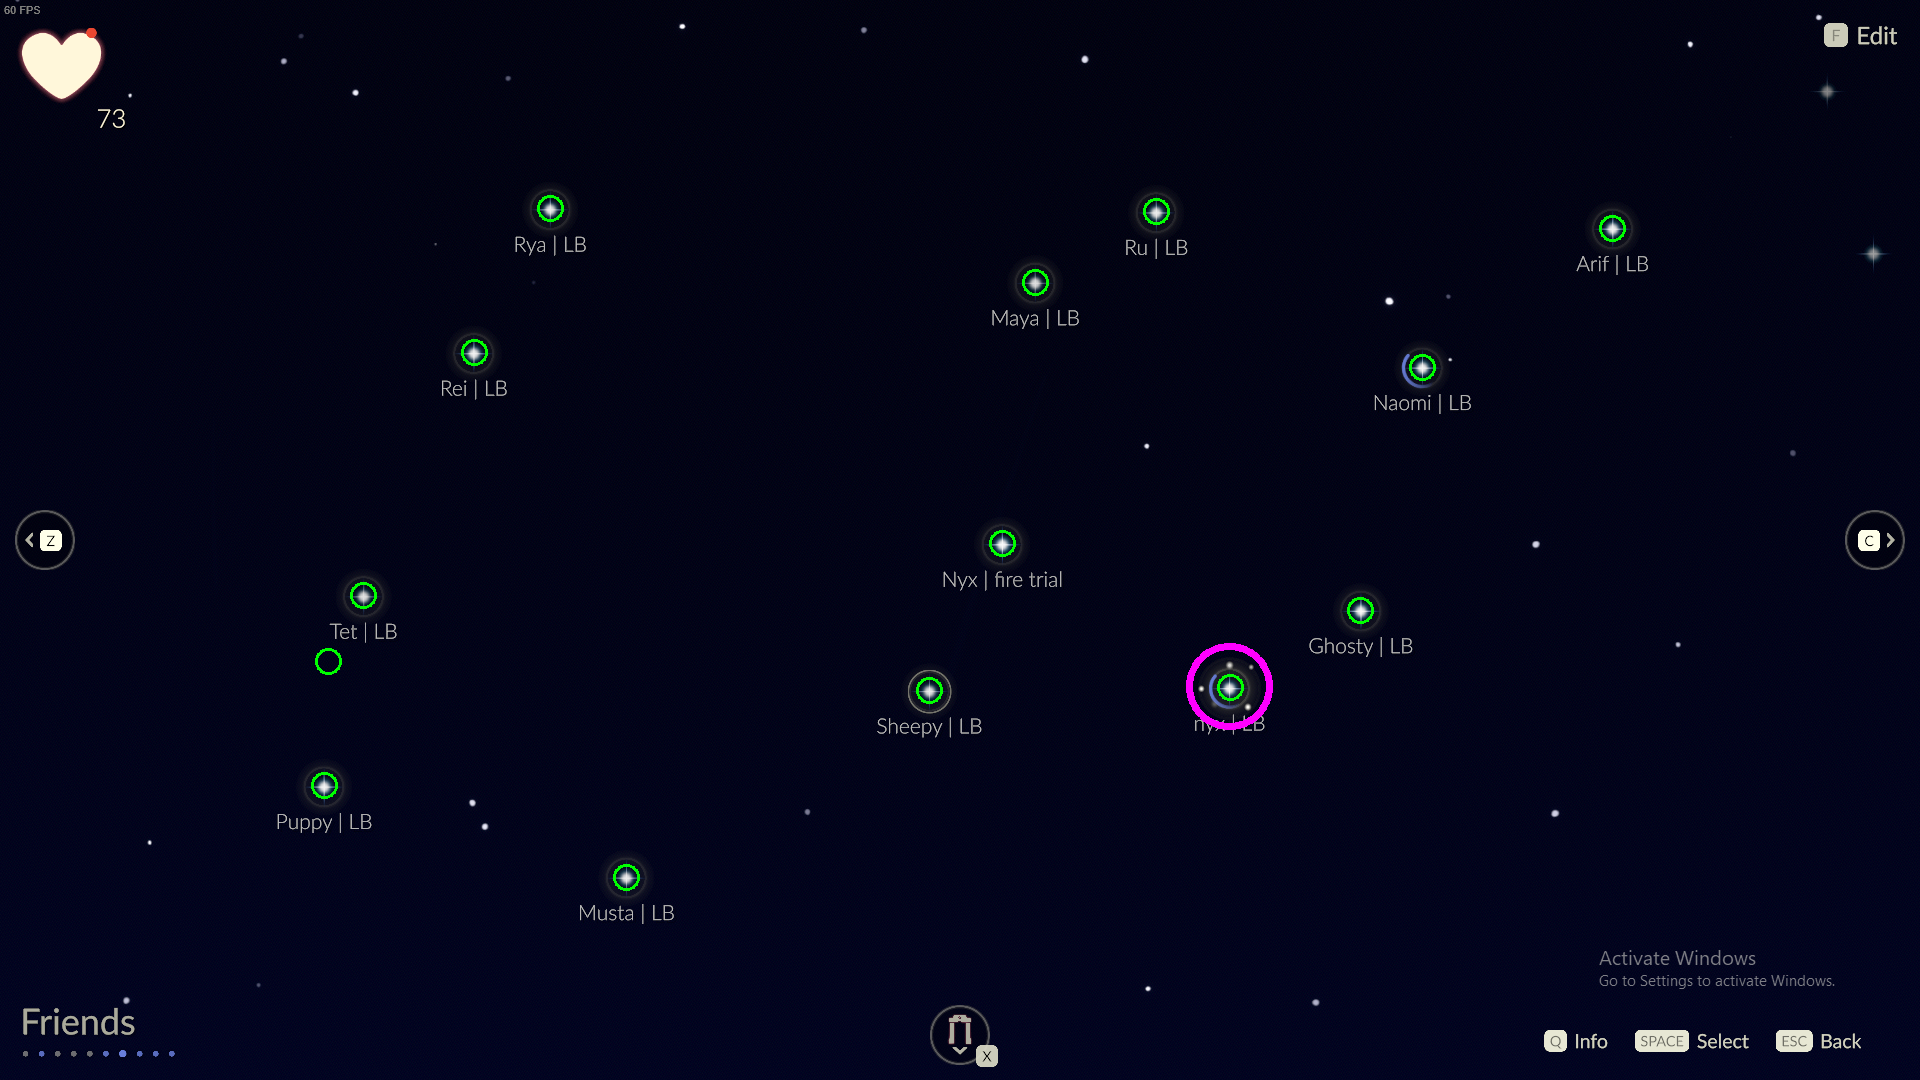 60 FPS
F Edit
73
Rya | LB
Ru | LB
Arif | LB
Maya | LB
Rei | LB
Naomi | LB
Z
C
Nyx | fire trial
Tet | LB
Ghosty | LB
Sheepy | LB
nyx | LB
Puppy | LB
Musta | LB
Activate Windows
Go to Settings to activate Windows.
Friends
X
Q Info SPACE Select ESC Back